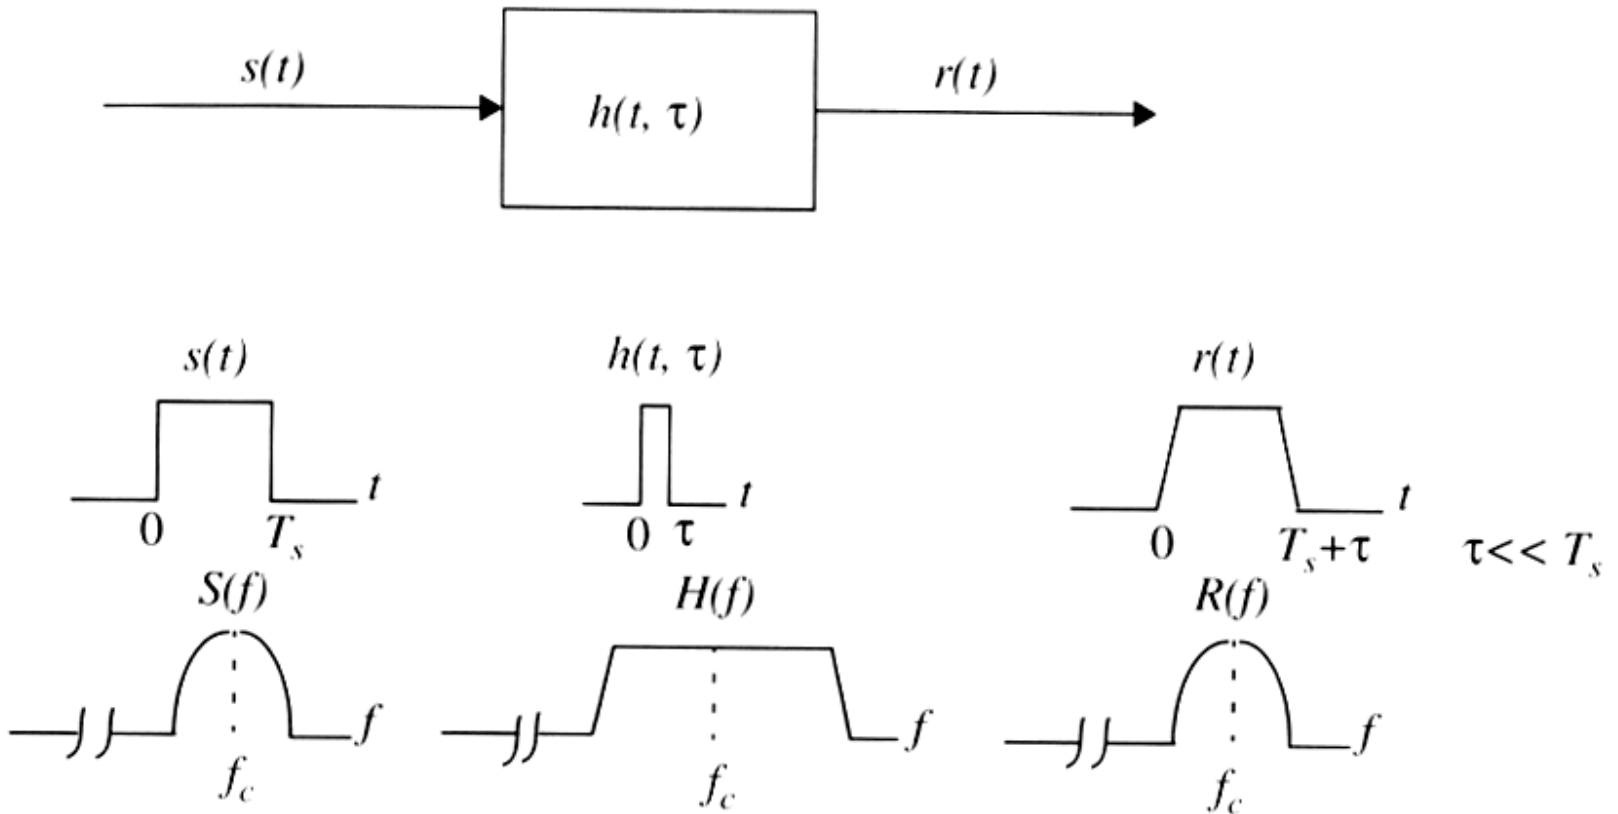 s(t)
h(t, τ)
r(t)
s(t)
h(t, τ)
r(t)
t
t
t
0
T_s
0 τ
0
T_s+τ
τ<< T_s
S(f)
H(f)
R(f)
f
f
f
f_c
f_c
f_c